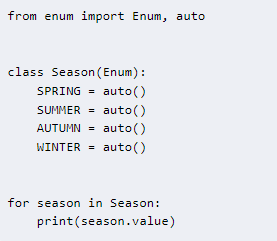 from enum import Enum, auto
class Season(Enum):
    SPRING = auto()
    SUMMER = auto()
    AUTUMN = auto()
    WINTER = auto()
for season in Season:
    print(season.value)